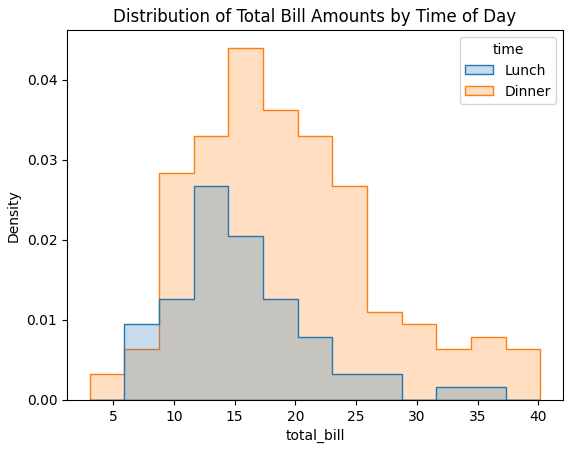 Distribution of Total Bill Amounts by Time of Day
time
Lunch
Dinner
Density
0.04
0.03
0.02
0.01
0.00
5 10 15 20 25 30 35 40
total_bill